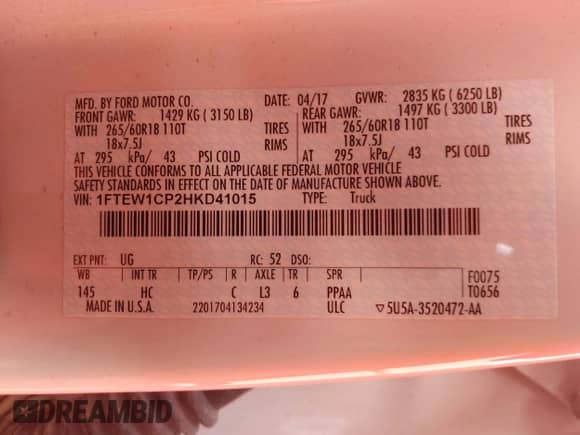 MFD. BY FORD MOTOR CO. DATE: 04/17 GVWR: 2835 KG ( 6250 LB)
FRONT GAWR: 1429 KG ( 3150 LB) REAR GAWR: 1497 KG ( 3300 LB)
WITH 265/60R18 110T TIRES WITH 265/60R18 110T TIRES
18x7.5J RIMS 18x7.5J RIMS
AT 295 kPa/ 43 PSI COLD AT 295 kPa/ 43 PSI COLD
THIS VEHICLE CONFORMS TO ALL APPLICABLE FEDERAL MOTOR VEHICLE
SAFETY STANDARDS IN EFFECT ON THE DATE OF MANUFACTURE SHOWN ABOVE.
VIN: 1FTEW1CP2HKD41015 TYPE: Truck
EXT PNT: UG RC: 52 DSO:
WB INT TR TP/PS R AXLE TR SPR F0075
145 HC C L3 6 PPAA T0656
MADE IN U.S.A. 2201704134234 ULC ▽5U5A-3520472-AA
DREAMBID